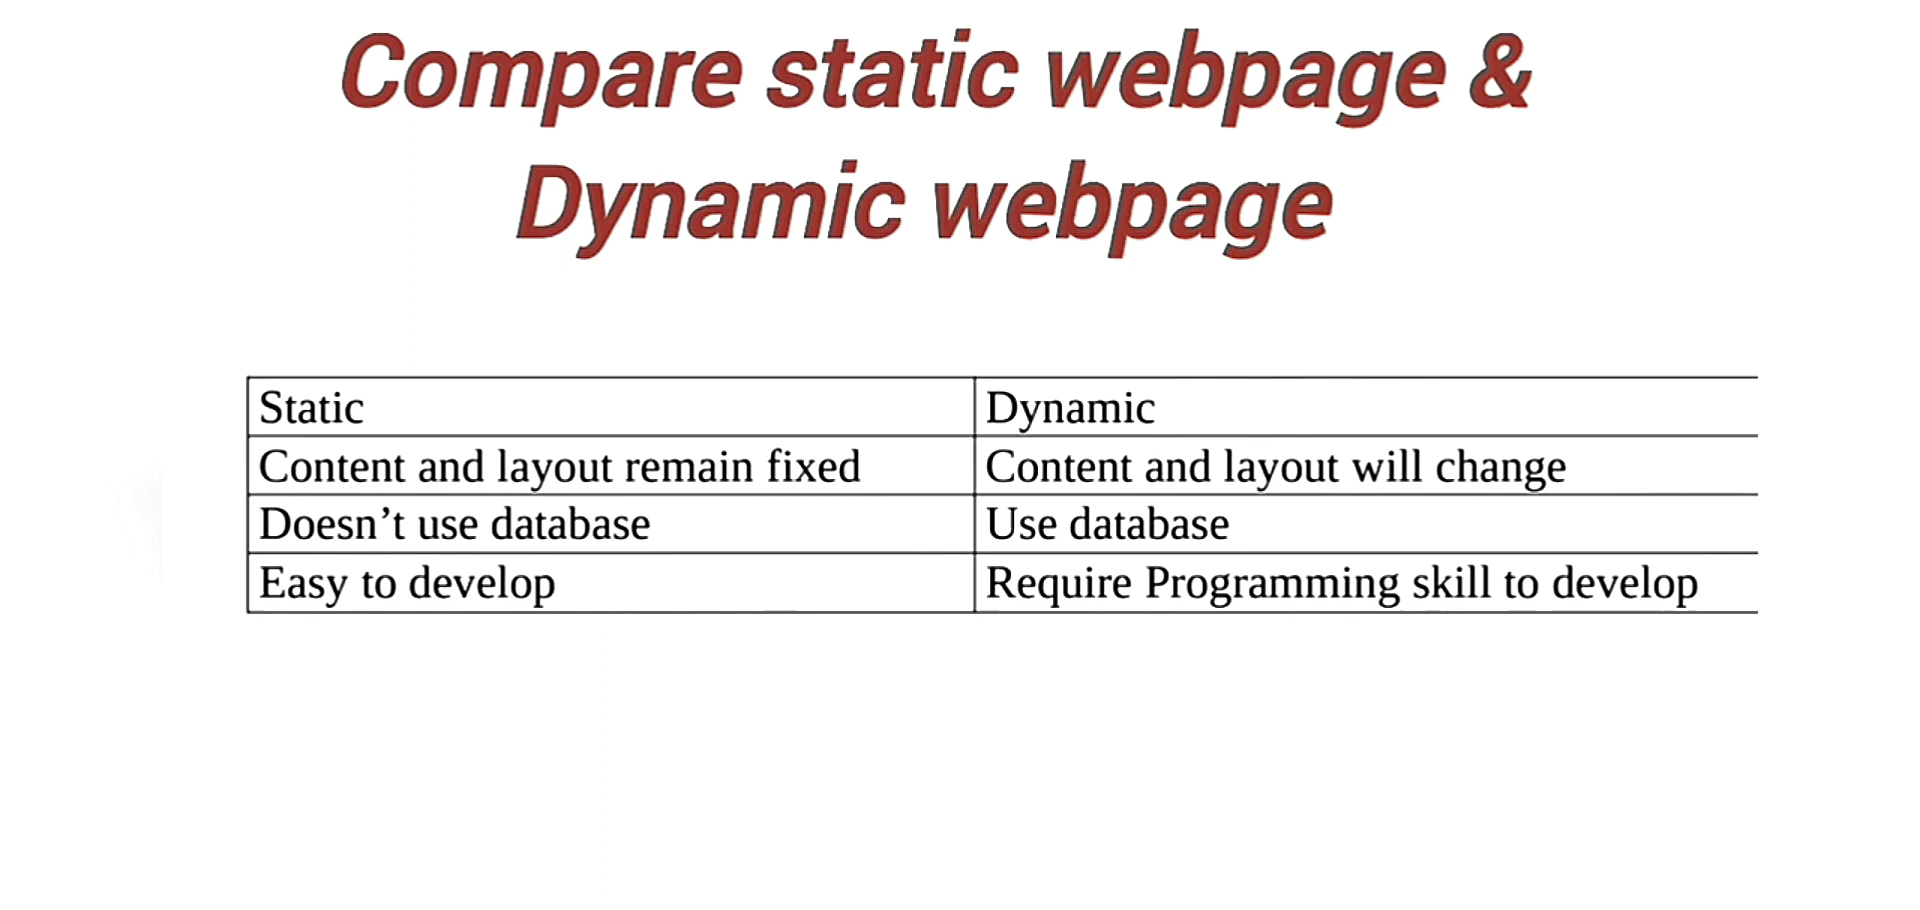 Compare static webpage &
Dynamic webpage
Static Dynamic
Content and layout remain fixed Content and layout will change
Doesn’t use database Use database
Easy to develop Require Programming skill to develop